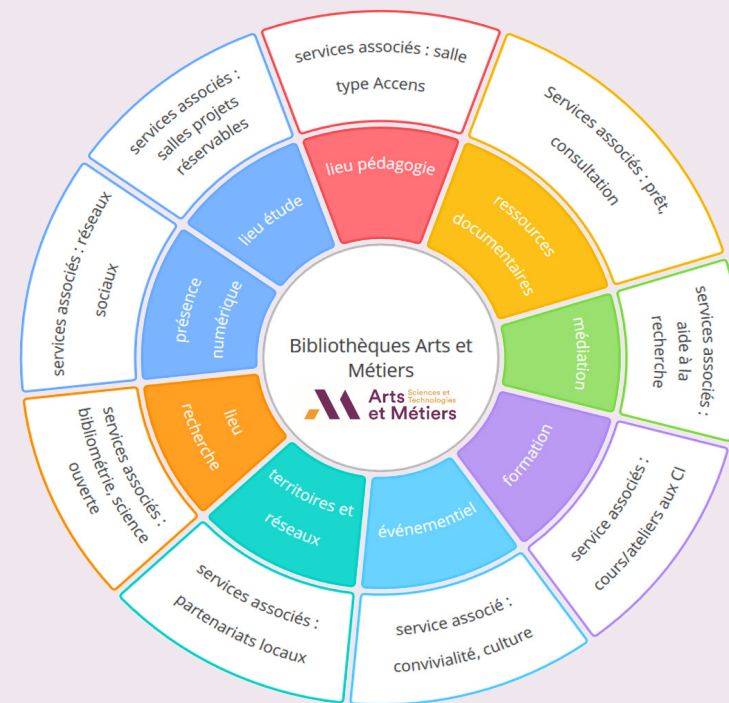 Bibliothèques Arts et
Métiers
Arts
et Métiers
Sciences et
Technologies
lieu pédagogie
services associés : salle
type Accens
ressources
documentaires
Services associés : prêt,
consultation
médiation
services associés :
aide à la
recherche
formation
service associés :
cours/ateliers aux CI
événementiel
service associé :
convivialité, culture
territoires et
réseaux
services associés :
partenariats locaux
lieu
recherche
services associés :
bibliométrie, science
ouverte
présence
numérique
services associés : réseaux
sociaux
lieu étude
services associés :
salles projets
réservables